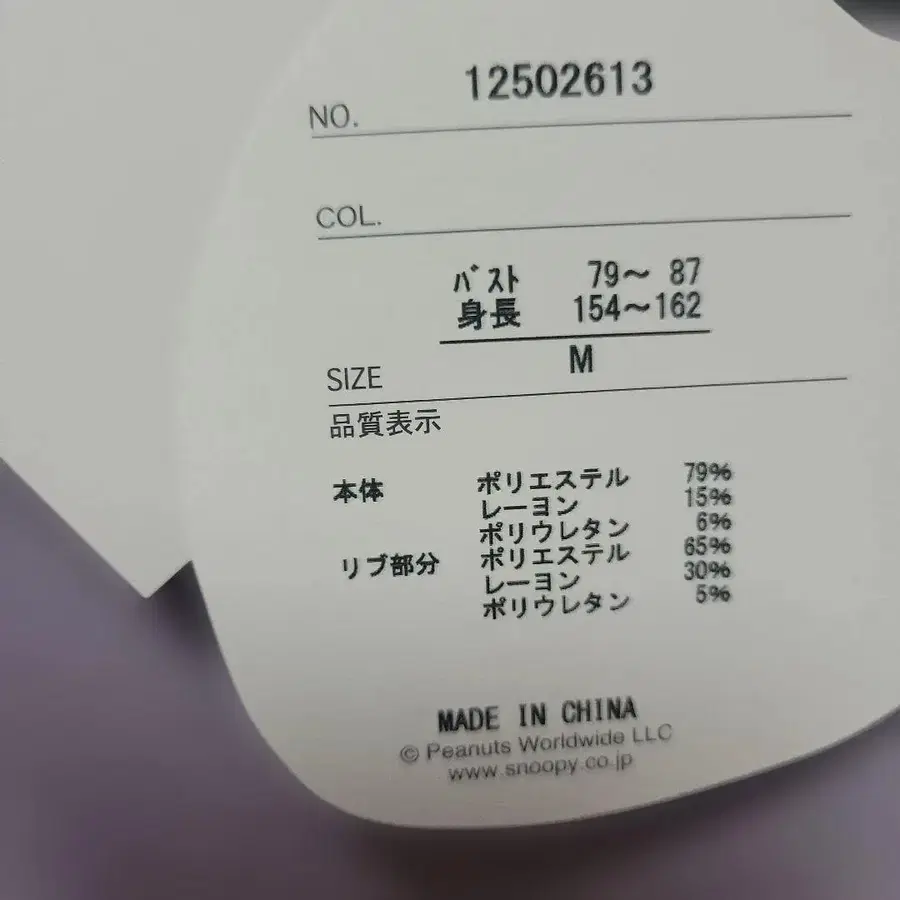 NO. 12502613
COL.
バスト 79～ 87
身長 154～162
SIZE M
品質表示
本体 ポリエステル 79%
レーヨン 15%
ポリウレタン 6%
ポリエステル 65%
リブ部分 レーヨン 30%
ポリウレタン 5%
MADE IN CHINA
© Peanuts Worldwide LLC
www.snoopy.co.jp